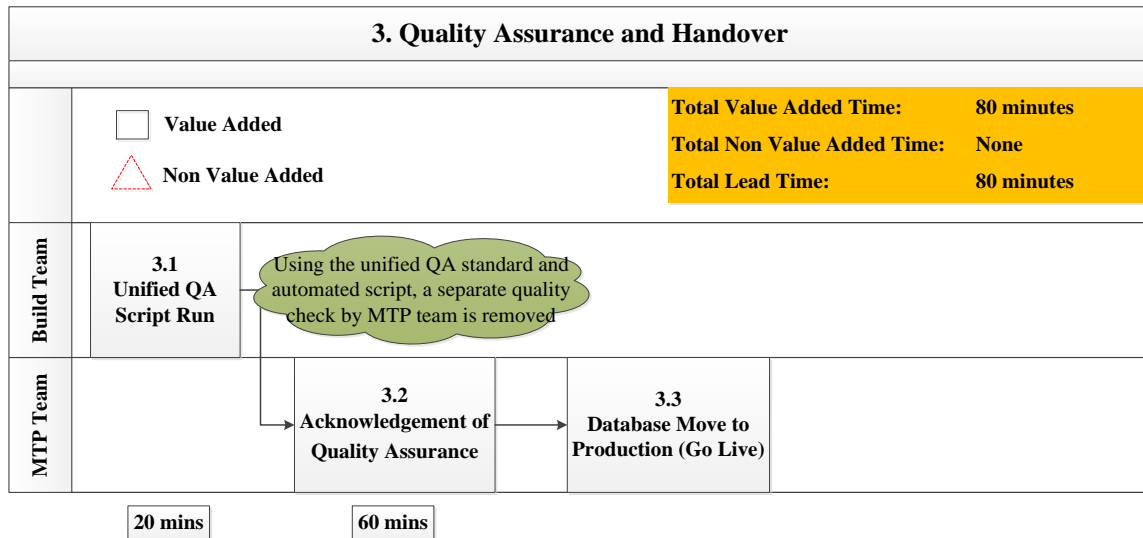 3. Quality Assurance and Handover
Value Added
Non Value Added
Total Value Added Time: 80 minutes
Total Non Value Added Time: None
Total Lead Time: 80 minutes
Build Team
3.1
Unified QA
Script Run
Using the unified QA standard and
automated script, a separate quality
check by MTP team is removed
MTP Team
3.2
Acknowledgement of
Quality Assurance
3.3
Database Move to
Production (Go Live)
20 mins
60 mins